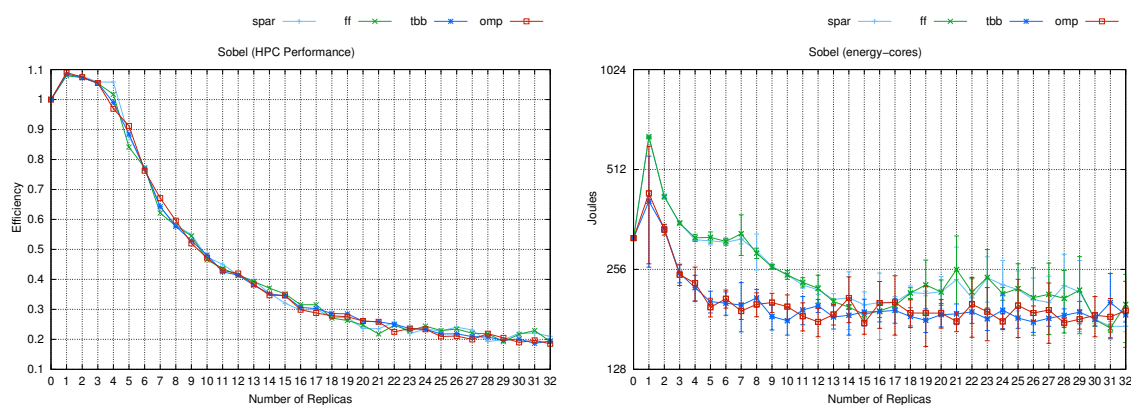 spar ff tbb omp
Sobel (HPC Performance)
1.1
1
0.9
0.8
0.7
0.6
0.5
0.4
0.3
0.2
0.1
Efficiency
0 1 2 3 4 5 6 7 8 9 10 11 12 13 14 15 16 17 18 19 20 21 22 23 24 25 26 27 28 29 30 31 32
Number of Replicas
spar ff tbb omp
Sobel (energy-cores)
1024
512
256
128
Joules
0 1 2 3 4 5 6 7 8 9 10 11 12 13 14 15 16 17 18 19 20 21 22 23 24 25 26 27 28 29 30 31 32
Number of Replicas